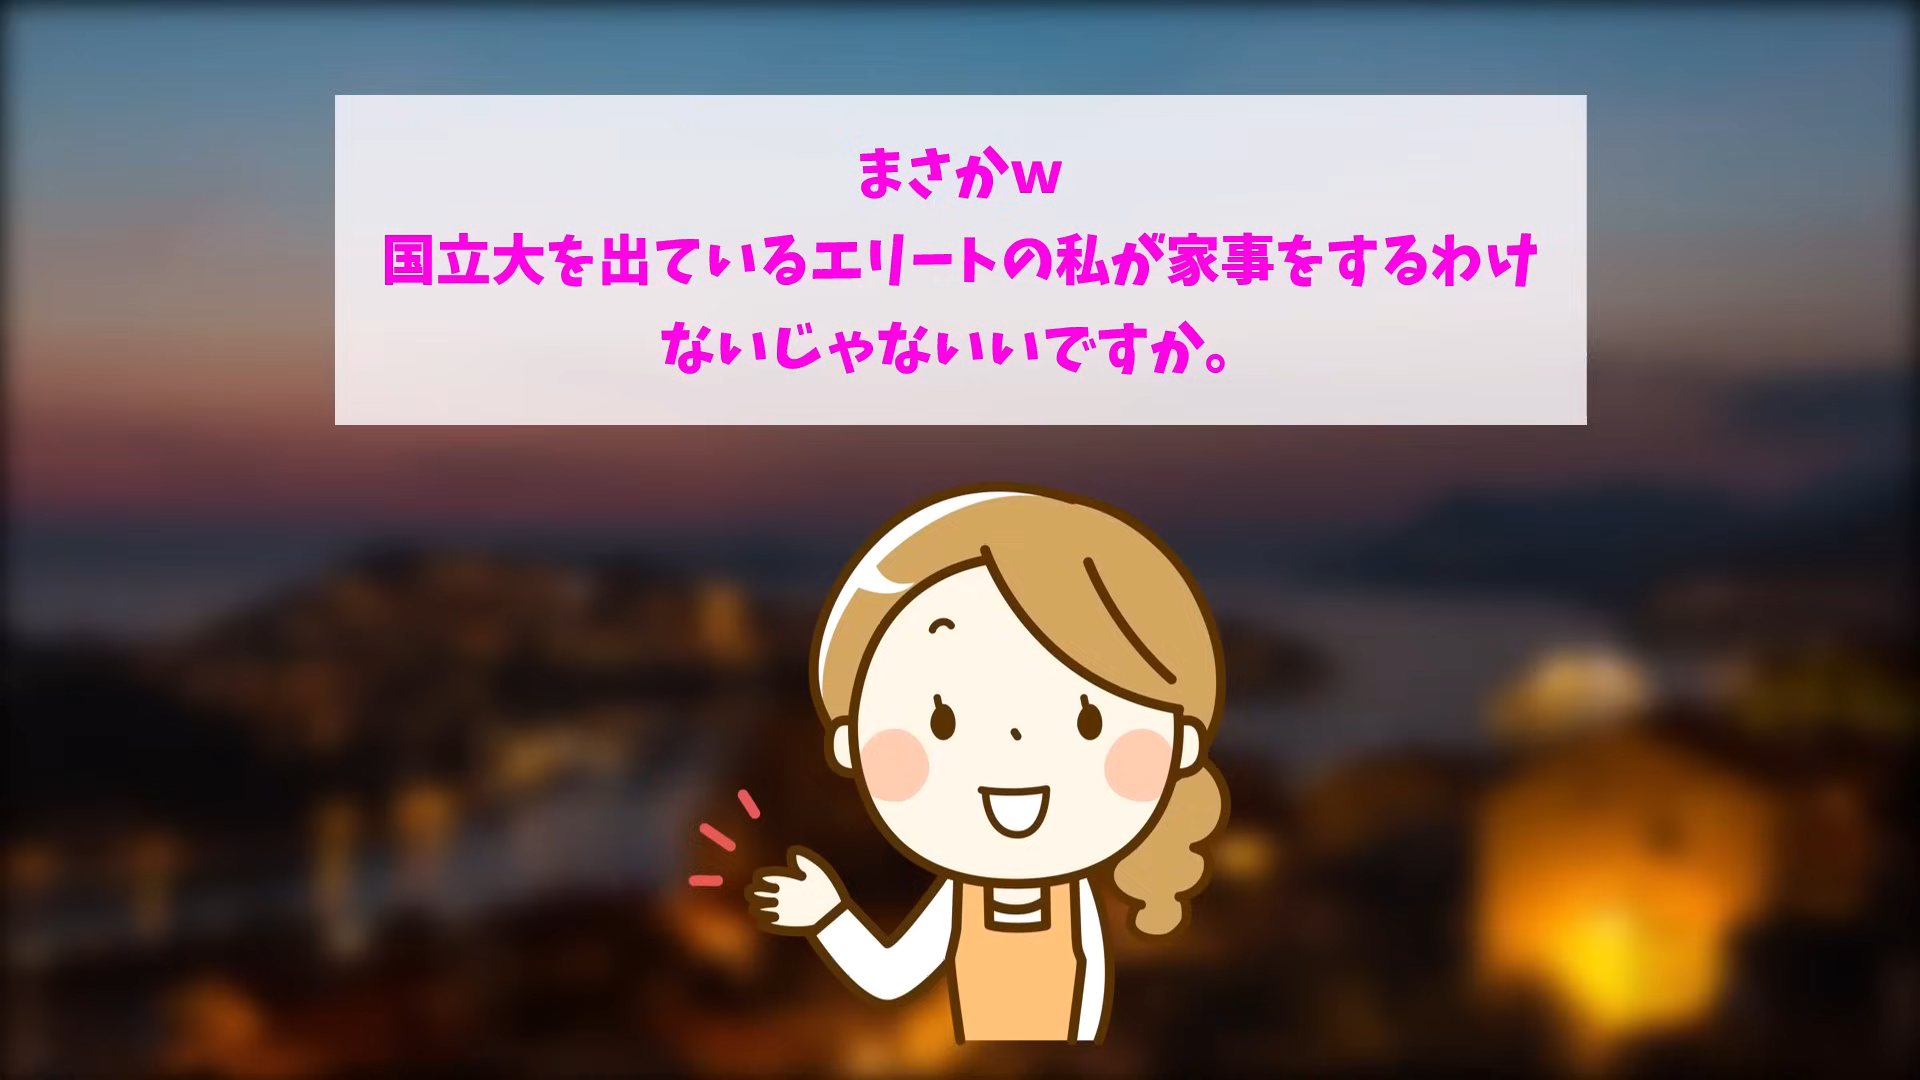 まさかw
国立大を出ているエリートの私が家事をするわけ
ないじゃないいですか。